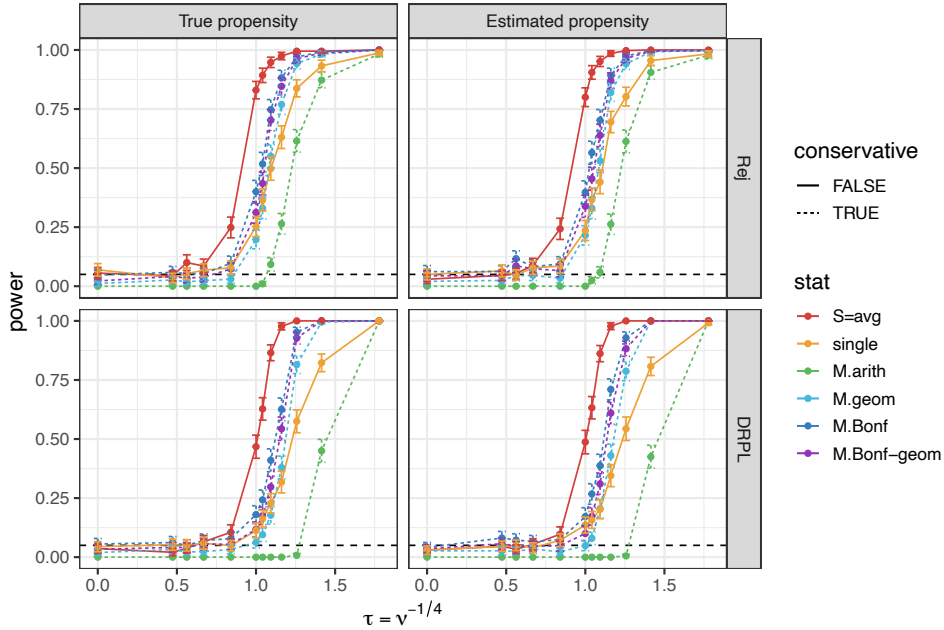 True propensity
Estimated propensity
1.00
0.75
0.50
0.25
0.00
Rej
1.00
0.75
0.50
0.25
0.00
DRPL
power
0.0
0.5
1.0
1.5
0.0
0.5
1.0
1.5
τ = ν^{−1/4}
conservative
FALSE
TRUE
stat
S=avg
single
M.arith
M.geom
M.Bonf
M.Bonf−geom